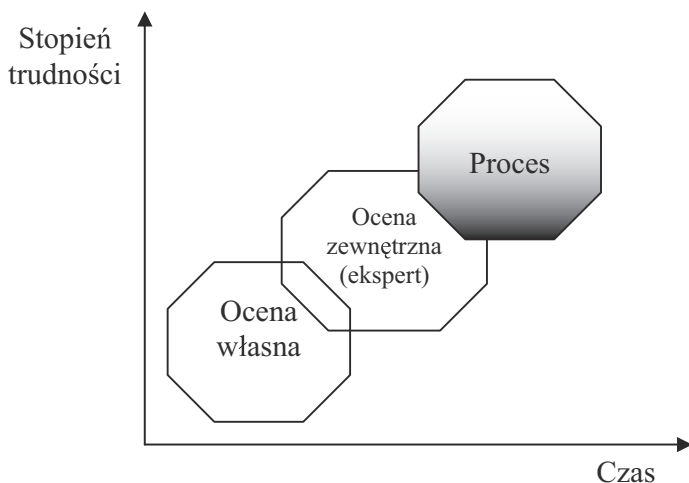 Stopień
trudności
Proces
Ocena
zewnętrzna
(ekspert)
Ocena
własna
Czas